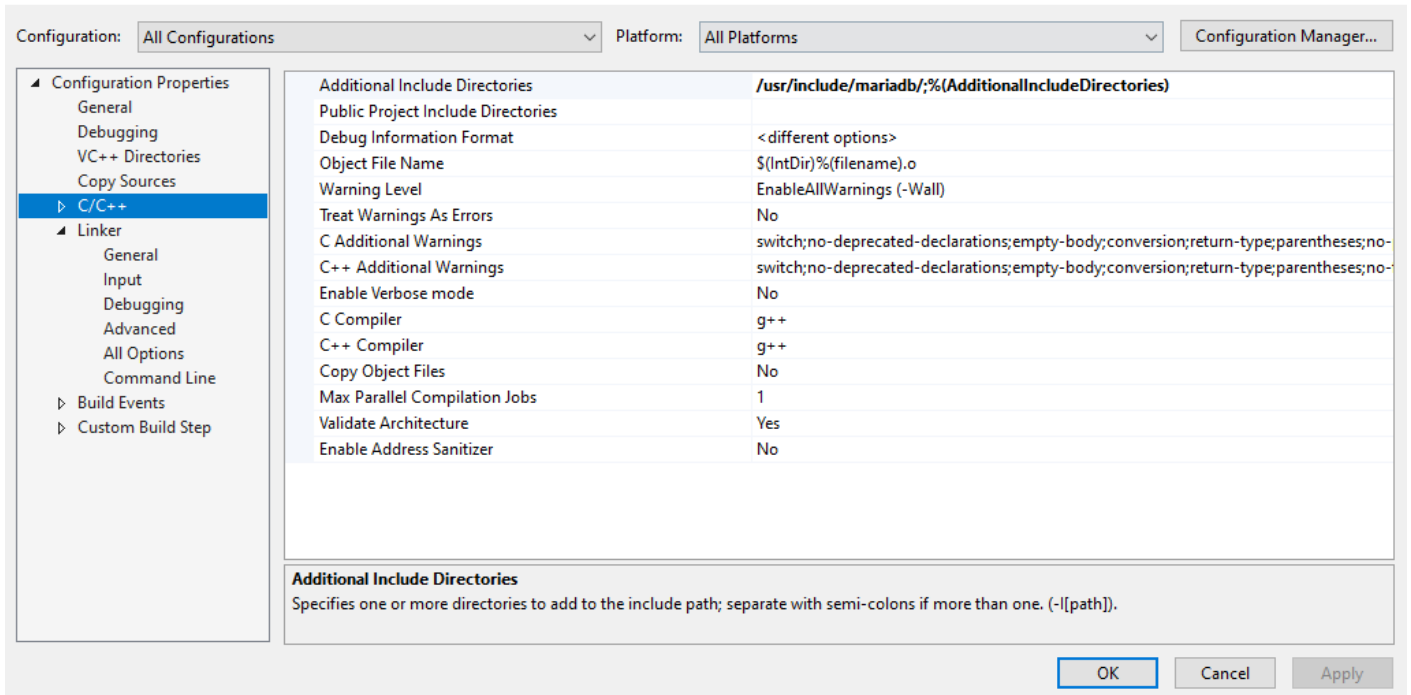 Configuration: All Configurations Platform: All Platforms Configuration Manager...
Configuration Properties
General
Debugging
VC++ Directories
Copy Sources
C/C++
Linker
General
Input
Debugging
Advanced
All Options
Command Line
Build Events
Custom Build Step
Additional Include Directories /usr/include/mariadb/;%(AdditionalIncludeDirectories)
Public Project Include Directories
Debug Information Format <different options>
Object File Name $(IntDir)%(filename).o
Warning Level EnableAllWarnings (-Wall)
Treat Warnings As Errors No
C Additional Warnings switch;no-deprecated-declarations;empty-body;conversion;return-type;parentheses;no-
C++ Additional Warnings switch;no-deprecated-declarations;empty-body;conversion;return-type;parentheses;no-
Enable Verbose mode No
C Compiler g++
C++ Compiler g++
Copy Object Files No
Max Parallel Compilation Jobs 1
Validate Architecture Yes
Enable Address Sanitizer No
Additional Include Directories
Specifies one or more directories to add to the include path; separate with semi-colons if more than one. (-I[path]).
OK Cancel Apply